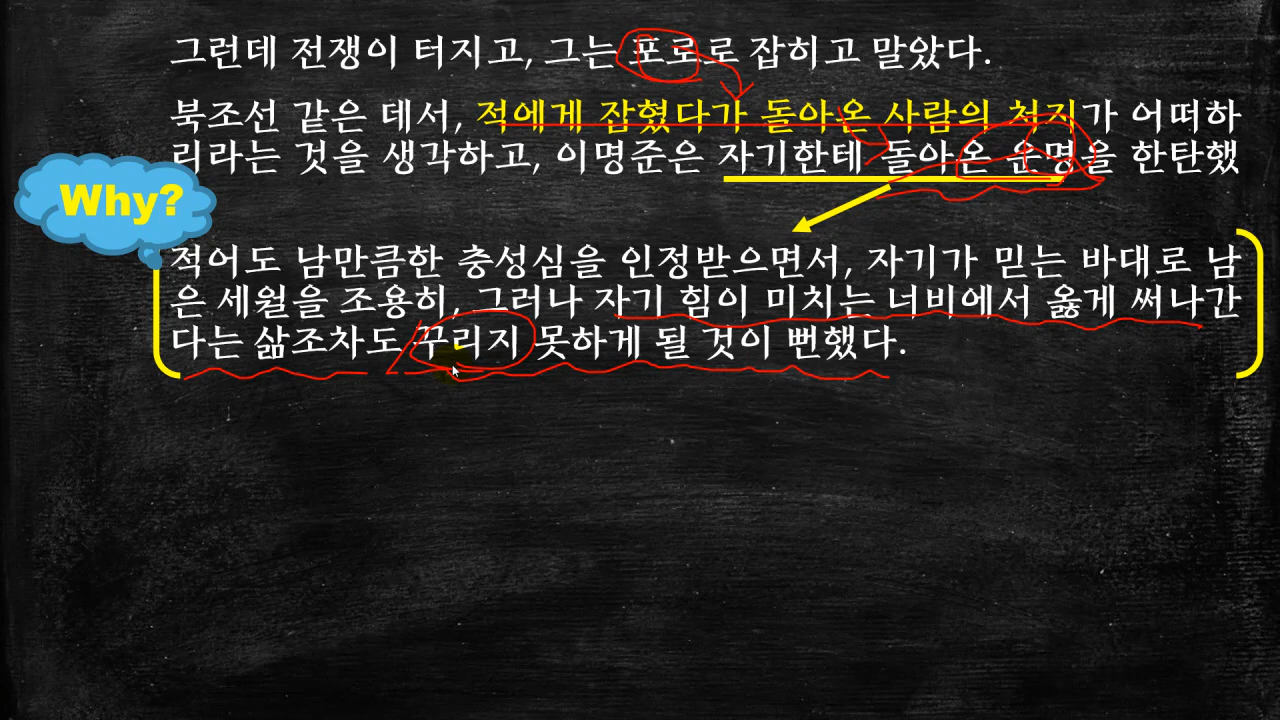 그런데 전쟁이 터지고, 그는 포로로 잡히고 말았다.
북조선 같은 데서, 적에게 잡혔다가 돌아온 사람의 처지가 어떠하
리라는 것을 생각하고, 이명준은 자기한테 돌아온 운명을 한탄했
Why?
적어도 남만큼한 충성심을 인정받으면서, 자기가 믿는 바대로 남
은 세월을 조용히, 그러나 자기 힘이 미치는 너비에서 옳게 써나간
다는 삶조차도 꾸리지 못하게 될 것이 뻔했다.